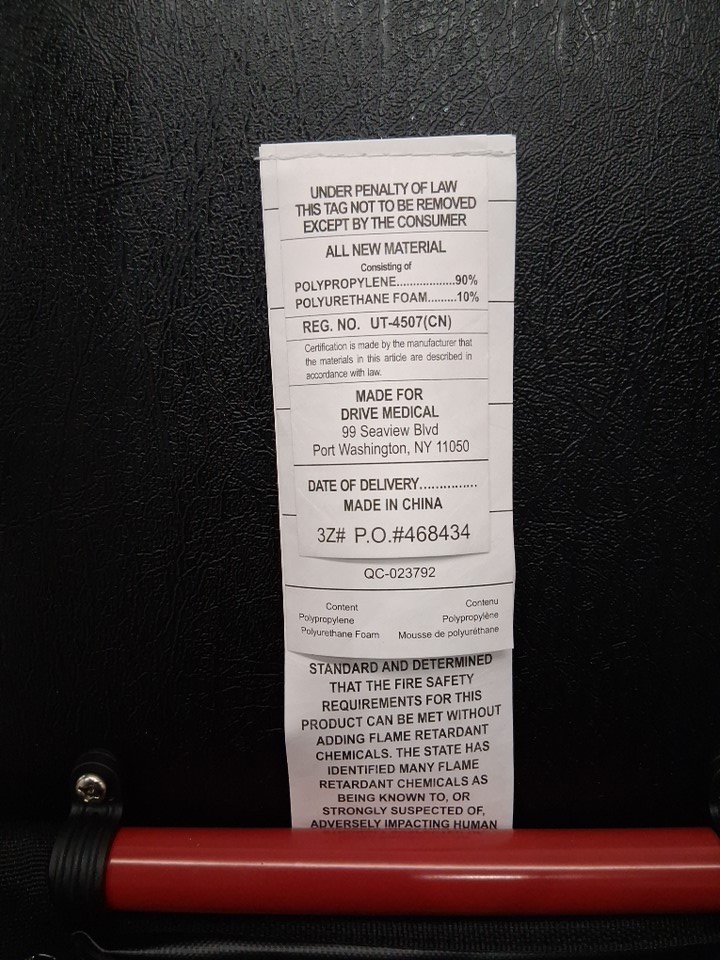 UNDER PENALTY OF LAW
THIS TAG NOT TO BE REMOVED
EXCEPT BY THE CONSUMER
ALL NEW MATERIAL
Consisting of
POLYPROPYLENE..................90%
POLYURETHANE FOAM.........10%
REG. NO. UT-4507(CN)
Certification is made by the manufacturer that
the materials in this article are described in
accordance with law.
MADE FOR
DRIVE MEDICAL
99 Seaview Blvd
Port Washington, NY 11050
DATE OF DELIVERY...............
MADE IN CHINA
3Z# P.O.#468434
QC-023792
Content Contenu
Polypropylene Polypropylène
Polyurethane Foam Mousse de polyuréthane
STANDARD AND DETERMINED
THAT THE FIRE SAFETY
REQUIREMENTS FOR THIS
PRODUCT CAN BE MET WITHOUT
ADDING FLAME RETARDANT
CHEMICALS. THE STATE HAS
IDENTIFIED MANY FLAME
RETARDANT CHEMICALS AS
BEING KNOWN TO, OR
STRONGLY SUSPECTED OF,
ADVERSELY IMPACTING HUMAN